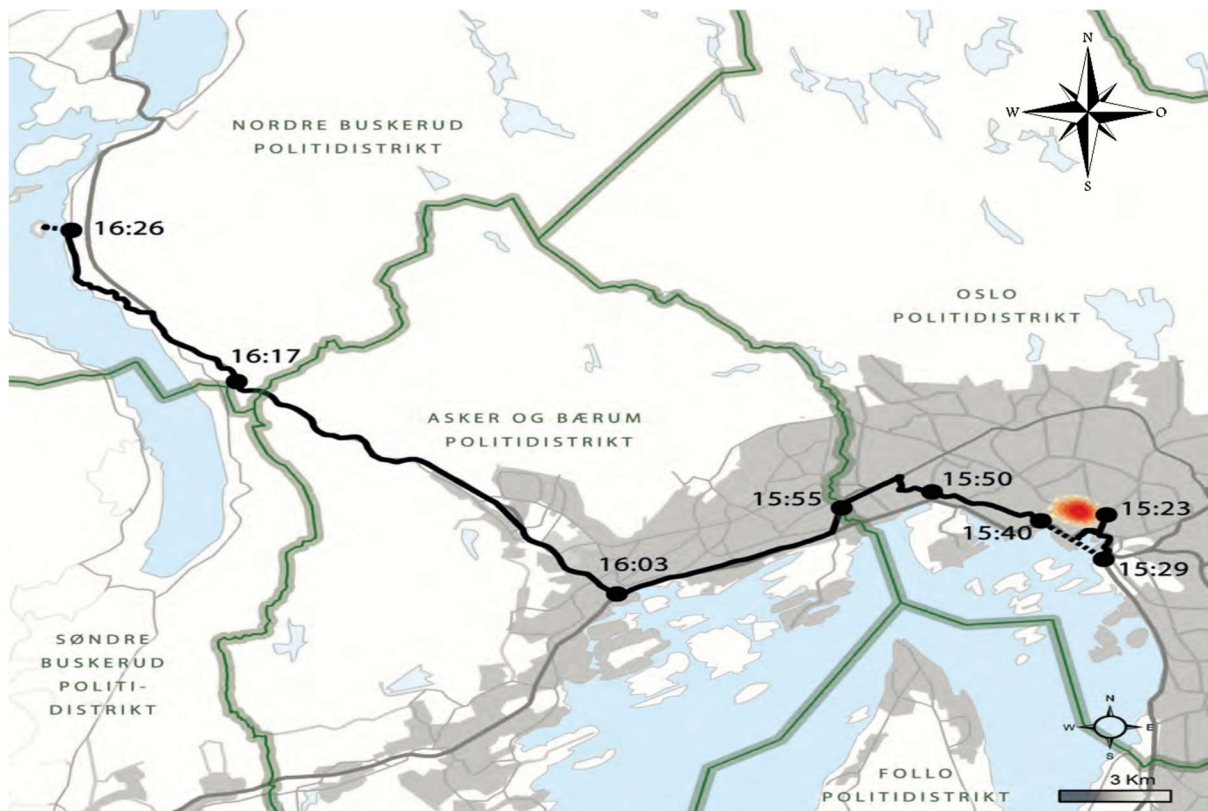 N
W
O
S
NORDRE BUSKERUD
POLITIDISTRIKT
16:26
OSLO
POLITIDISTRIKT
16:17
ASKER OG BÆRUM
POLITIDISTRIKT
15:50
15:55
15:23
15:40
15:29
16:03
SØNDRE
BUSKERUD
POLITI-
DISTRIKT
N
W
E
S
FOLLO
POLITIDISTRIKT
3 Km